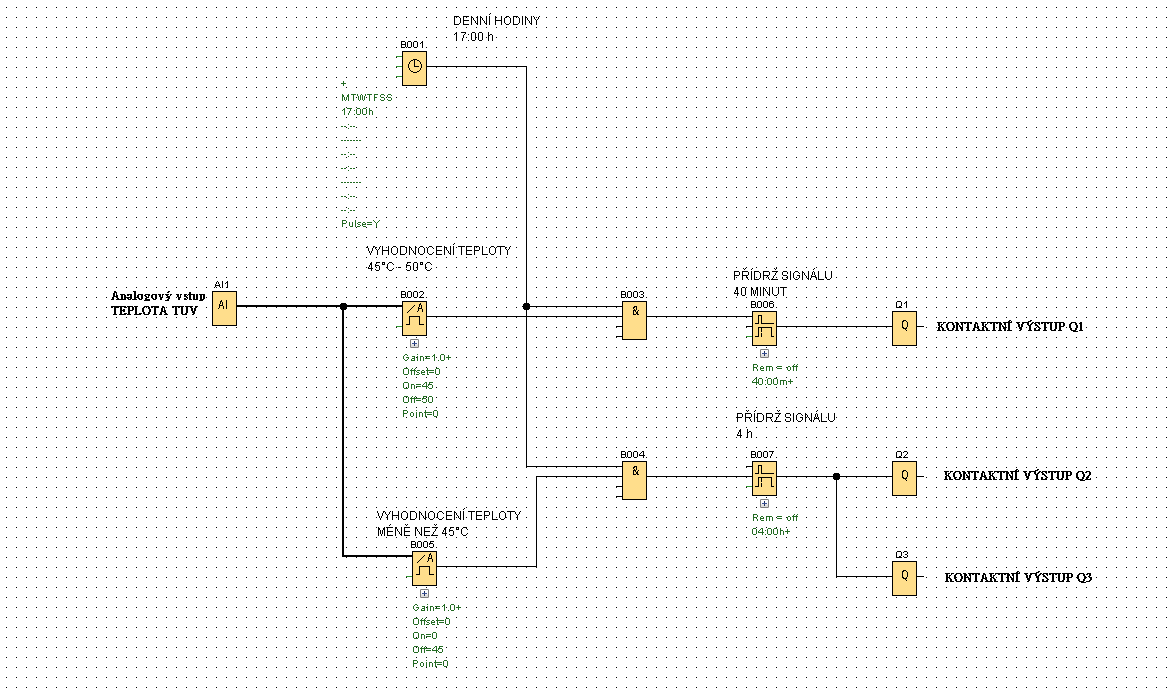 DENNÍ HODINY
17:00 h
B001
+
MTWTFSS
17:00h
--:--
-------
--:--
--:--
-------
--:--
--:--
Pulse=Y
VYHODNOCENÍ TEPLOTY
45°C - 50°C
Analogový vstup
TEPLOTA TUV
AI1
AI
B002
/A
Gain=1.0+
Offset=0
On=45
Off=50
Point=0
B003
&
PŘÍDRŽ SIGNÁLU
40 MINUT
B006
Rem = off
40:00m+
Q1
Q
KONTAKTNÍ VÝSTUP Q1
B004
&
PŘÍDRŽ SIGNÁLU
4 h
B007
Rem = off
04:00h+
Q2
Q
KONTAKTNÍ VÝSTUP Q2
VYHODNOCENÍ TEPLOTY
MÉNĚ NEŽ 45°C
B005
/A
Gain=1.0+
Offset=0
On=0
Off=45
Point=0
Q3
Q
KONTAKTNÍ VÝSTUP Q3